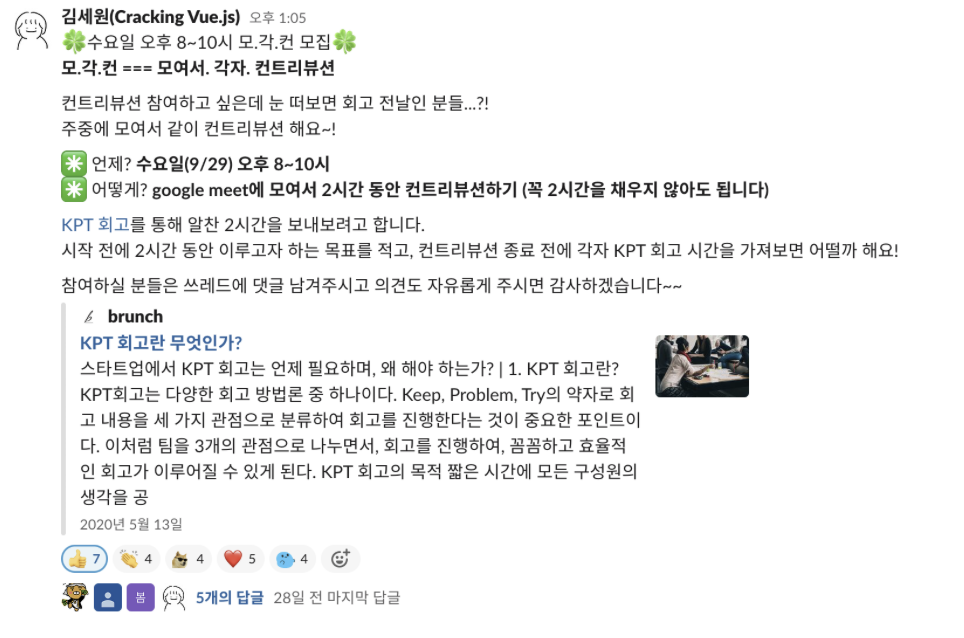 김세원(Cracking Vue.js) 오후 1:05
🍀수요일 오후 8~10시 모.각.컨 모집🍀
모.각.컨 === 모여서. 각자. 컨트리뷰션
컨트리뷰션 참여하고 싶은데 눈 떠보면 회고 전날인 분들...?!
주중에 모여서 같이 컨트리뷰션 해요~!
✳️ 언제? 수요일(9/29) 오후 8~10시
✳️ 어떻게? google meet에 모여서 2시간 동안 컨트리뷰션하기 (꼭 2시간을 채우지 않아도 됩니다)
KPT 회고를 통해 알찬 2시간을 보내보려고 합니다.
시작 전에 2시간 동안 이루고자 하는 목표를 적고, 컨트리뷰션 종료 전에 각자 KPT 회고 시간을 가져보면 어떨까 해요!
참여하실 분들은 쓰레드에 댓글 남겨주시고 의견도 자유롭게 주시면 감사하겠습니다~~
brunch
KPT 회고란 무엇인가?
스타트업에서 KPT 회고는 언제 필요하며, 왜 해야 하는가? | 1. KPT 회고란?
KPT회고는 다양한 회고 방법론 중 하나이다. Keep, Problem, Try의 약자로 회
고 내용을 세 가지 관점으로 분류하여 회고를 진행한다는 것이 중요한 포인트이
다. 이처럼 팀을 3개의 관점으로 나누면서, 회고를 진행하여, 꼼꼼하고 효율적
인 회고가 이루어질 수 있게 된다. KPT 회고의 목적 짧은 시간에 모든 구성원의
생각을 공
2020년 5월 13일
👍 7 👏 4 4 ❤️ 5 4
봄 5개의 답글 28일 전 마지막 답글